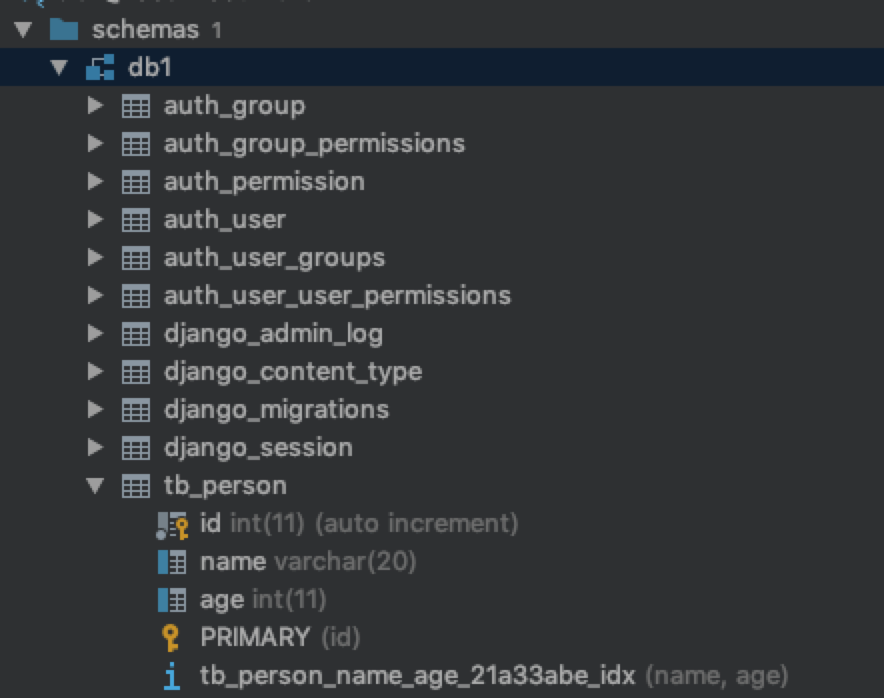 schemas 1
db1
auth_group
auth_group_permissions
auth_permission
auth_user
auth_user_groups
auth_user_user_permissions
django_admin_log
django_content_type
django_migrations
django_session
tb_person
id int(11) (auto increment)
name varchar(20)
age int(11)
PRIMARY (id)
tb_person_name_age_21a33abe_idx (name, age)